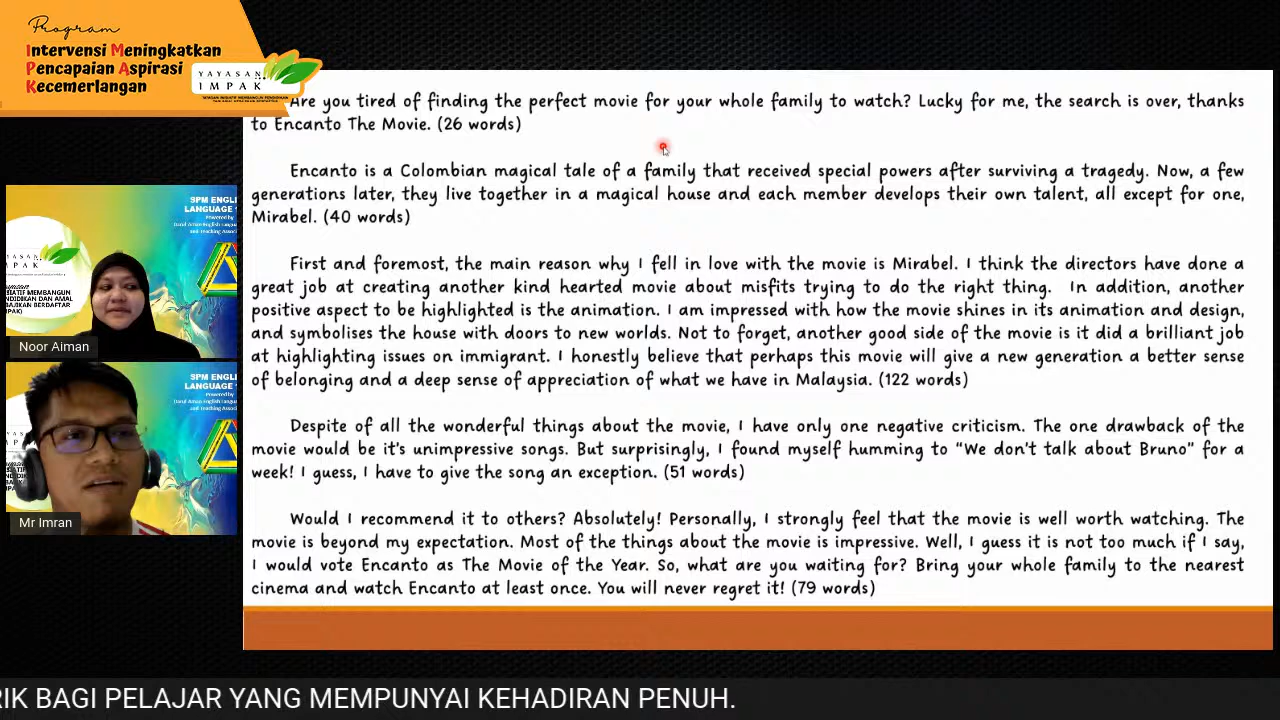 Program
Intervensi Meningkatkan
Pencapaian Aspirasi
Kecemerlangan
YAYASAN
IMPAK
Are you tired of finding the perfect movie for your whole family to watch? Lucky for me, the search is over, thanks
to Encanto The Movie. (26 words)
Encanto is a Colombian magical tale of a family that received special powers after surviving a tragedy. Now, a few
generations later, they live together in a magical house and each member develops their own talent, all except for one,
Mirabel. (40 words)
First and foremost, the main reason why I fell in love with the movie is Mirabel. I think the directors have done a
great job at creating another kind hearted movie about misfits trying to do the right thing. In addition, another
positive aspect to be highlighted is the animation. I am impressed with how the movie shines in its animation and design,
and symbolises the house with doors to new worlds. Not to forget, another good side of the movie is it did a brilliant job
at highlighting issues on immigrant. I honestly believe that perhaps this movie will give a new generation a better sense
of belonging and a deep sense of appreciation of what we have in Malaysia. (122 words)
Despite of all the wonderful things about the movie, I have only one negative criticism. The one drawback of the
movie would be it's unimpressive songs. But surprisingly, I found myself humming to "We don't talk about Bruno" for a
week! I guess, I have to give the song an exception. (51 words)
Would I recommend it to others? Absolutely! Personally, I strongly feel that the movie is well worth watching. The
movie is beyond my expectation. Most of the things about the movie is impressive. Well, I guess it is not too much if I say,
I would vote Encanto as The Movie of the Year. So, what are you waiting for? Bring your whole family to the nearest
cinema and watch Encanto at least once. You will never regret it! (79 words)
SPM ENGLI
LANGUAGE
Powered by
Darul Aman English Langua
and Teaching Assoc
Noor Aiman
SPM ENGLI
LANGUAGE
Powered by
and Teaching Assoc
Mr Imran
RIK BAGI PELAJAR YANG MEMPUNYAI KEHADIRAN PENUH.